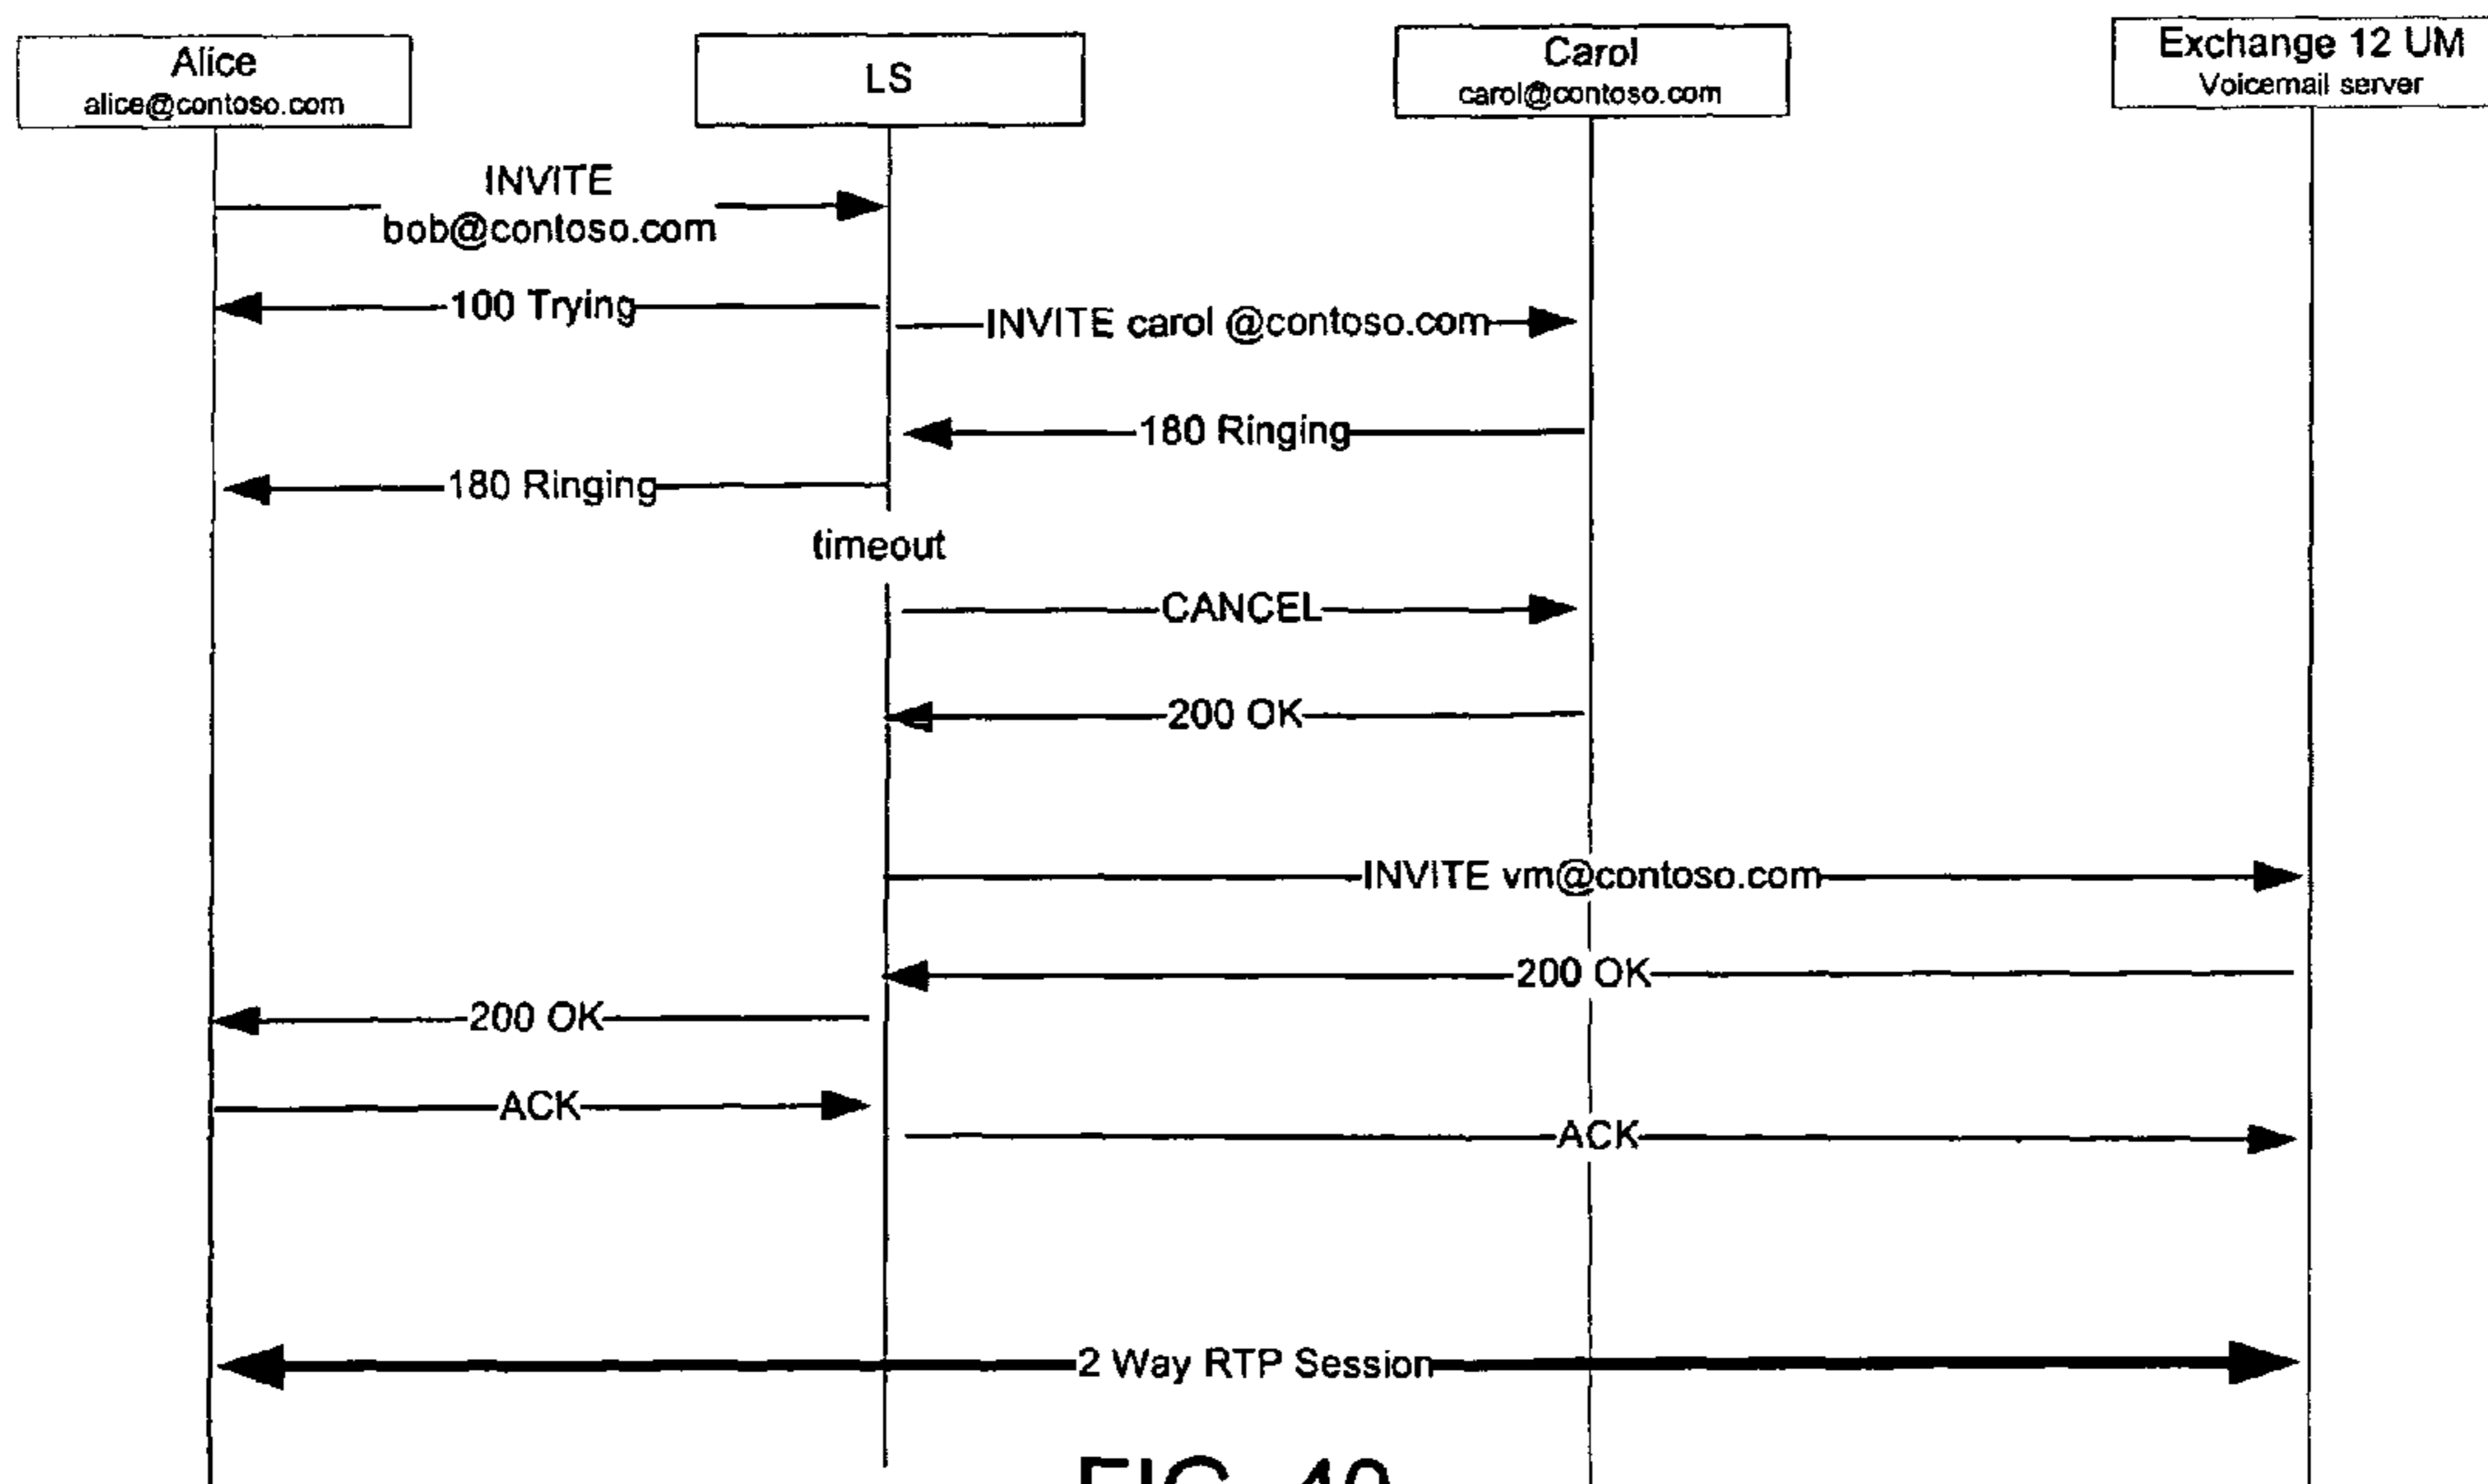 Alice
alice@contoso.com
LS
Carol
carol@contoso.com
Exchange 12 UM
Voicemail server
INVITE
bob@contoso.com
100 Trying
INVITE carol @contoso.com
180 Ringing
180 Ringing
timeout
CANCEL
200 OK
INVITE vm@contoso.com
200 OK
200 OK
ACK
ACK
2 Way RTP Session